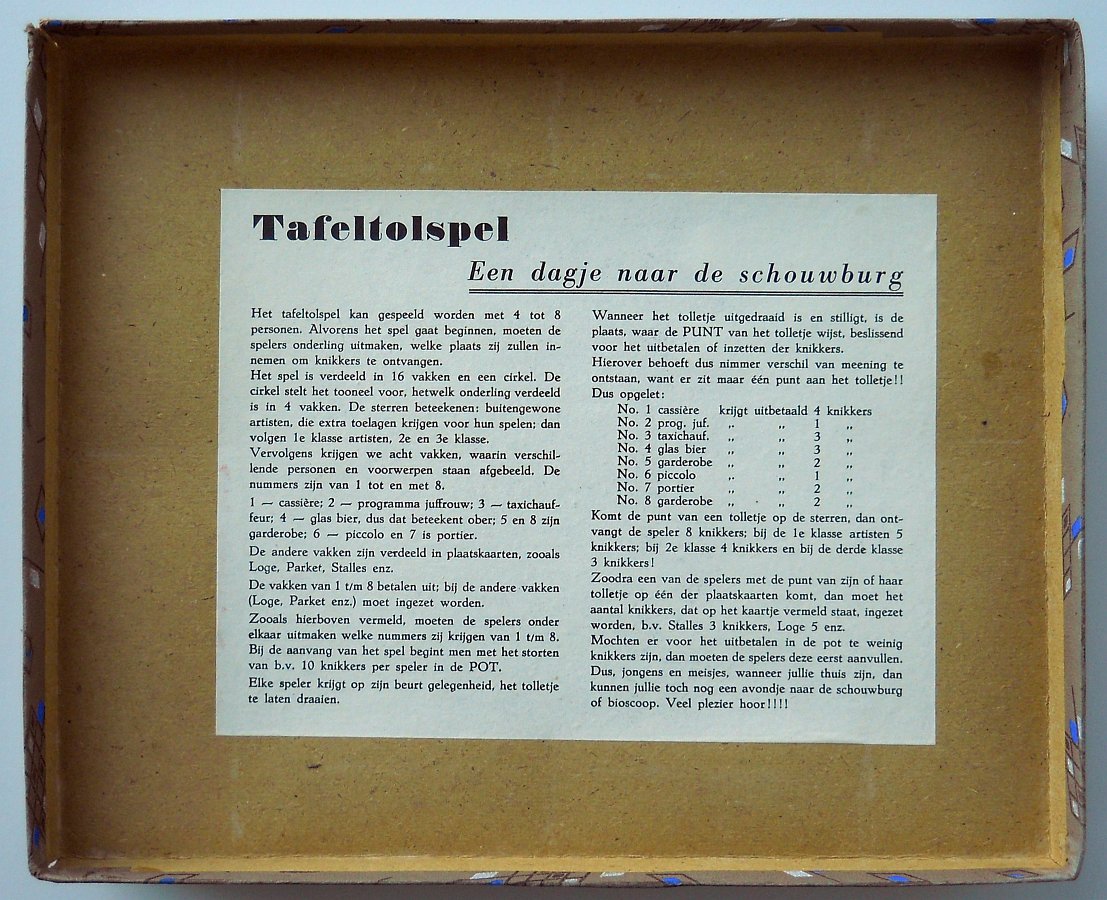 Tafeltolspel
Een dagje naar de schouwburg
Het tafeltolspel kan gespeeld worden met 4 tot 8
personen. Alvorens het spel gaat beginnen, moeten de
spelers onderling uitmaken, welke plaats zij zullen in-
nemen om knikkers te ontvangen.
Het spel is verdeeld in 16 vakken en een cirkel. De
cirkel stelt het tooneel voor, hetwelk onderling verdeeld
is in 4 vakken. De sterren beteekenen: buitengewone
artisten, die extra toelagen krijgen voor hun spelen; dan
volgen 1e klasse artisten, 2e en 3e klasse.
Vervolgens krijgen we acht vakken, waarin verschil-
lende personen en voorwerpen staan afgebeeld. De
nummers zijn van 1 tot en met 8.
1 — cassière; 2 — programma juffrouw; 3 — taxichauf-
feur; 4 — glas bier, dus dat beteekent ober; 5 en 8 zijn
garderobe; 6 — piccolo en 7 is portier.
De andere vakken zijn verdeeld in plaatskaarten, zooals
Loge, Parket, Stalles enz.
De vakken van 1 t/m 8 betalen uit; bij de andere vakken
(Loge, Parket enz.) moet ingezet worden.
Zooals hierboven vermeld, moeten de spelers onder
elkaar uitmaken welke nummers zij krijgen van 1 t/m 8.
Bij de aanvang van het spel begint men met het storten
van b.v. 10 knikkers per speler in de POT.
Elke speler krijgt op zijn beurt gelegenheid, het tolletje
te laten draaien.
Wanneer het tolletje uitgedraaid is en stilligt, is de
plaats, waar de PUNT van het tolletje wijst, beslissend
voor het uitbetalen of inzetten der knikkers.
Hierover behoeft dus nimmer verschil van meening te
ontstaan, want er zit maar één punt aan het tolletje!!
Dus opgelet:
No. 1 cassière krijgt uitbetaald 4 knikkers
No. 2 prog. juf. „ „ 1 „
No. 3 taxichauf. „ „ 3 „
No. 4 glas bier „ „ 3 „
No. 5 garderobe „ „ 2 „
No. 6 piccolo „ „ 1 „
No. 7 portier „ „ 2 „
No. 8 garderobe „ „ 2 „
Komt de punt van een tolletje op de sterren, dan ont-
vangt de speler 8 knikkers; bij de 1e klasse artisten 5
knikkers; bij 2e klasse 4 knikkers en bij de derde klasse
3 knikkers!
Zoodra een van de spelers met de punt van zijn of haar
tolletje op één der plaatskaarten komt, dan moet het
aantal knikkers, dat op het kaartje vermeld staat, ingezet
worden, b.v. Stalles 3 knikkers, Loge 5 enz.
Mochten er voor het uitbetalen in de pot te weinig
knikkers zijn, dan moeten de spelers deze eerst aanvullen.
Dus, jongens en meisjes, wanneer jullie thuis zijn, dan
kunnen jullie toch nog een avondje naar de schouwburg
of bioscoop. Veel plezier hoor!!!!